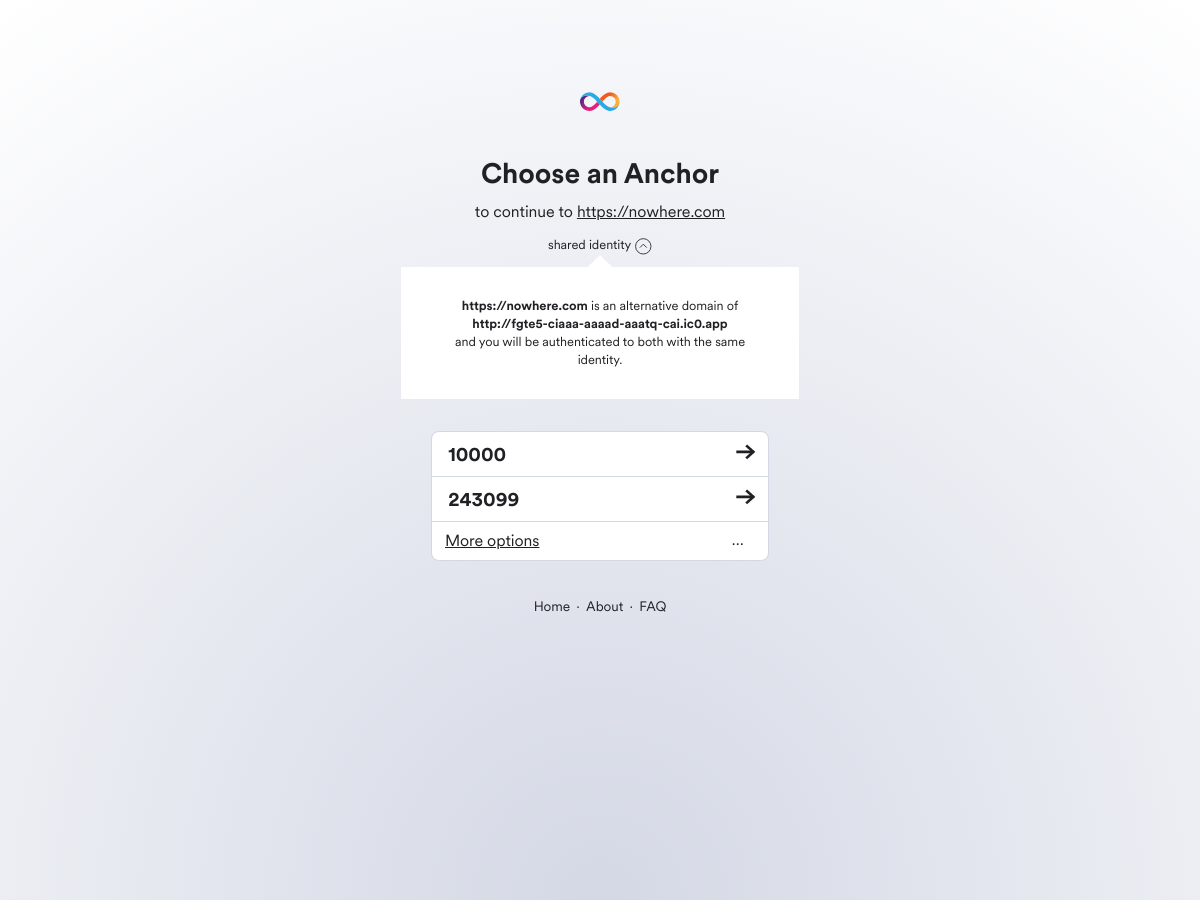 Choose an Anchor
to continue to https://nowhere.com
shared identity
https://nowhere.com is an alternative domain of
http://fgte5-ciaaa-aaaad-aaatq-cai.ic0.app
and you will be authenticated to both with the same
identity.
10000
243099
More options ...
Home · About · FAQ